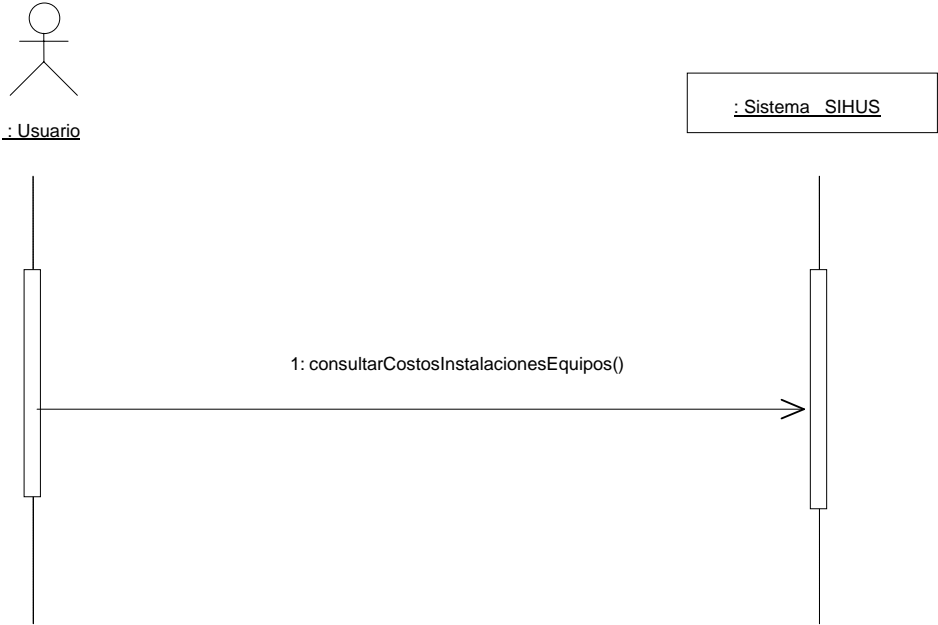 : Usuario
: Sistema SIHUS
1: consultarCostosInstalacionesEquipos()